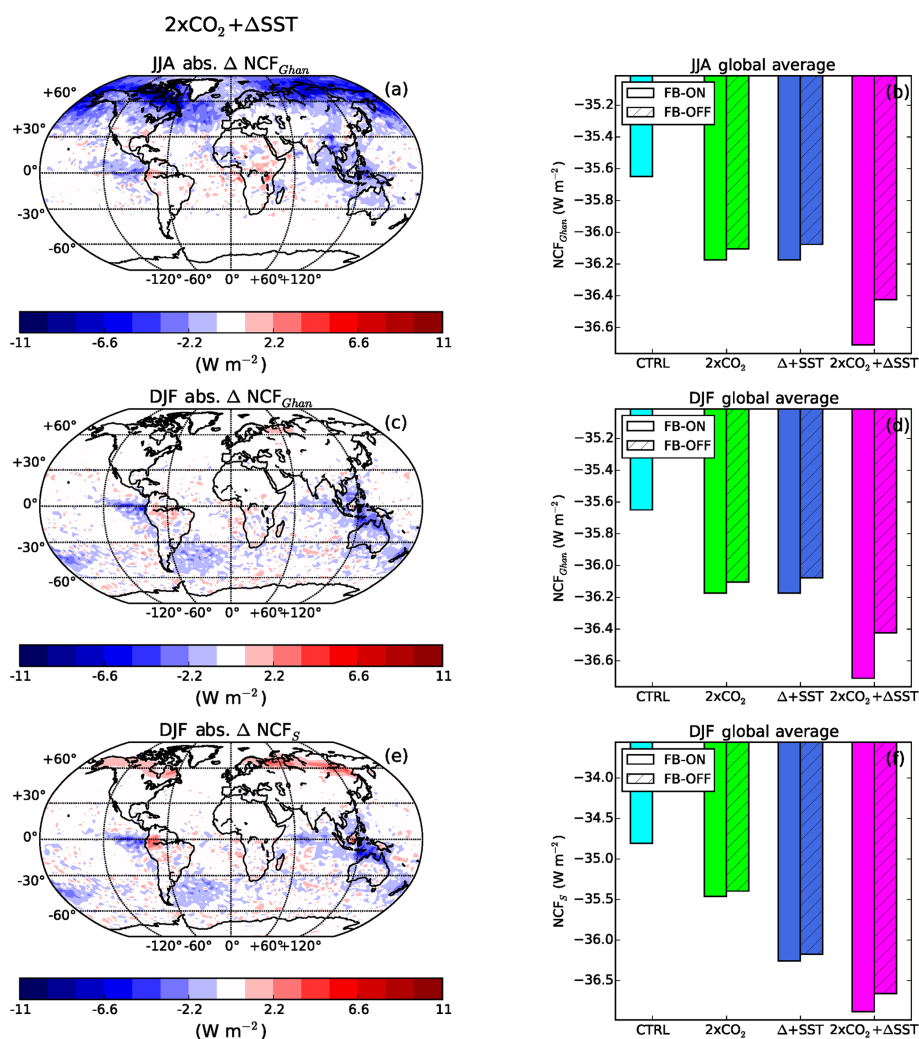 2xCO₂+ΔSST
JJA abs. Δ NCF_Ghan
(a)
+60°
+30°
0°
-30°
-60°
-120° -60° 0° +60° +120°
-11 -6.6 -2.2 2.2 6.6 11
(W m⁻²)
JJA global average
(b)
FB-ON
FB-OFF
NCF_Ghan (W m⁻²)
−35.2
−35.4
−35.6
−35.8
−36.0
−36.2
−36.4
−36.6
CTRL 2xCO₂ Δ+SST 2xCO₂+ΔSST
DJF abs. Δ NCF_Ghan
(c)
+60°
+30°
0°
-30°
-60°
-120° -60° 0° +60° +120°
-11 -6.6 -2.2 2.2 6.6 11
(W m⁻²)
DJF global average
(d)
FB-ON
FB-OFF
NCF_Ghan (W m⁻²)
−35.2
−35.4
−35.6
−35.8
−36.0
−36.2
−36.4
−36.6
CTRL 2xCO₂ Δ+SST 2xCO₂+ΔSST
DJF abs. Δ NCF_S
(e)
+60°
+30°
0°
-30°
-60°
-120° -60° 0° +60° +120°
-11 -6.6 -2.2 2.2 6.6 11
(W m⁻²)
DJF global average
(f)
FB-ON
FB-OFF
NCF_S (W m⁻²)
−34.0
−34.5
−35.0
−35.5
−36.0
−36.5
CTRL 2xCO₂ Δ+SST 2xCO₂+ΔSST